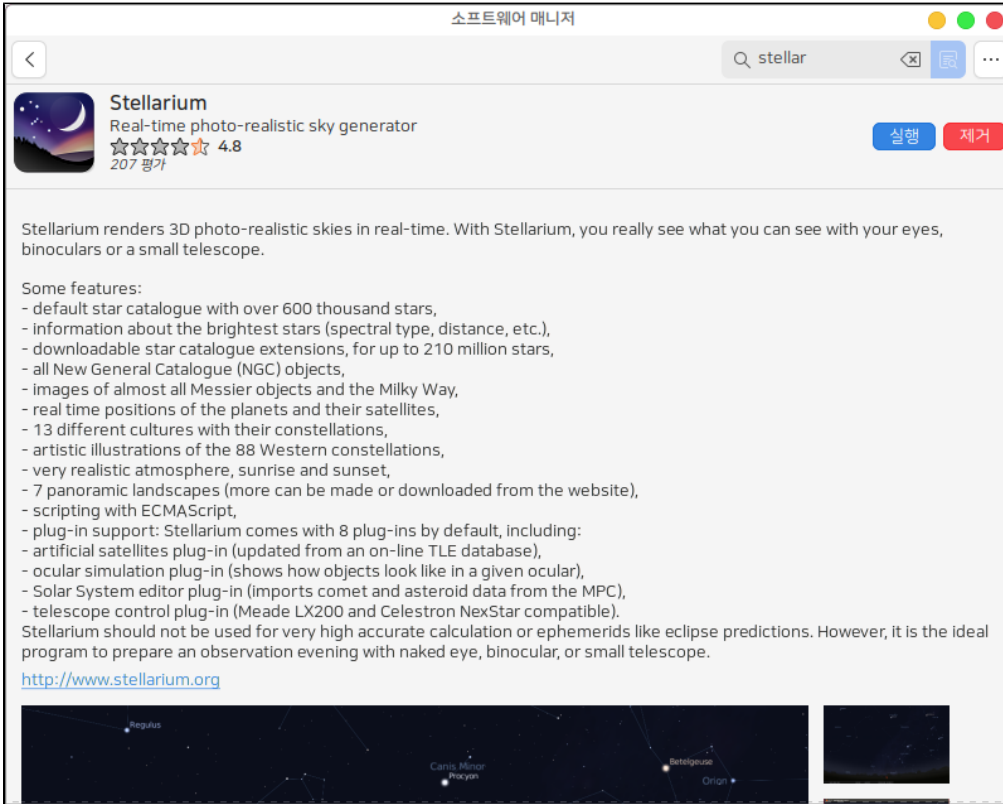 소프트웨어 매니저
stellar
Stellarium
Real-time photo-realistic sky generator
4.8
207 평가
실행
제거
Stellarium renders 3D photo-realistic skies in real-time. With Stellarium, you really see what you can see with your eyes,
binoculars or a small telescope.
Some features:
- default star catalogue with over 600 thousand stars,
- information about the brightest stars (spectral type, distance, etc.),
- downloadable star catalogue extensions, for up to 210 million stars,
- all New General Catalogue (NGC) objects,
- images of almost all Messier objects and the Milky Way,
- real time positions of the planets and their satellites,
- 13 different cultures with their constellations,
- artistic illustrations of the 88 Western constellations,
- very realistic atmosphere, sunrise and sunset,
- 7 panoramic landscapes (more can be made or downloaded from the website),
- scripting with ECMAScript,
- plug-in support: Stellarium comes with 8 plug-ins by default, including:
- artificial satellites plug-in (updated from an on-line TLE database),
- ocular simulation plug-in (shows how objects look like in a given ocular),
- Solar System editor plug-in (imports comet and asteroid data from the MPC),
- telescope control plug-in (Meade LX200 and Celestron NexStar compatible).
Stellarium should not be used for very high accurate calculation or ephemerids like eclipse predictions. However, it is the ideal
program to prepare an observation evening with naked eye, binocular, or small telescope.
http://www.stellarium.org
Regulus
Canis Minor
Procyon
Betelgeuse
Orion